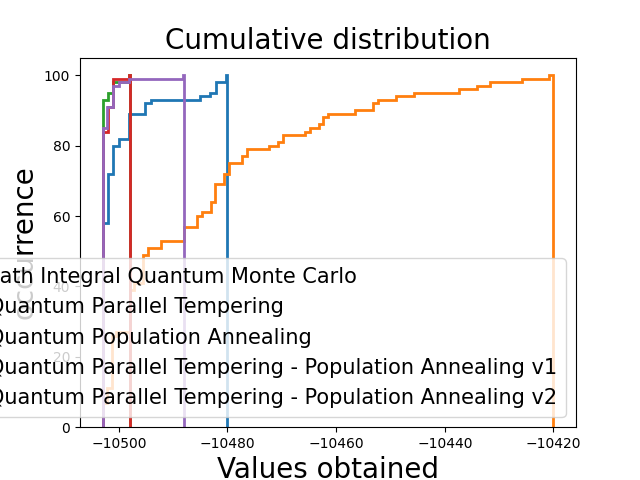 Cumulative distribution
100
80
60
40
20
0
occurrence
ath Integral Quantum Monte Carlo
Quantum Parallel Tempering
Quantum Population Annealing
Quantum Parallel Tempering - Population Annealing v1
Quantum Parallel Tempering - Population Annealing v2
−10500
−10480
−10460
−10440
−10420
Values obtained